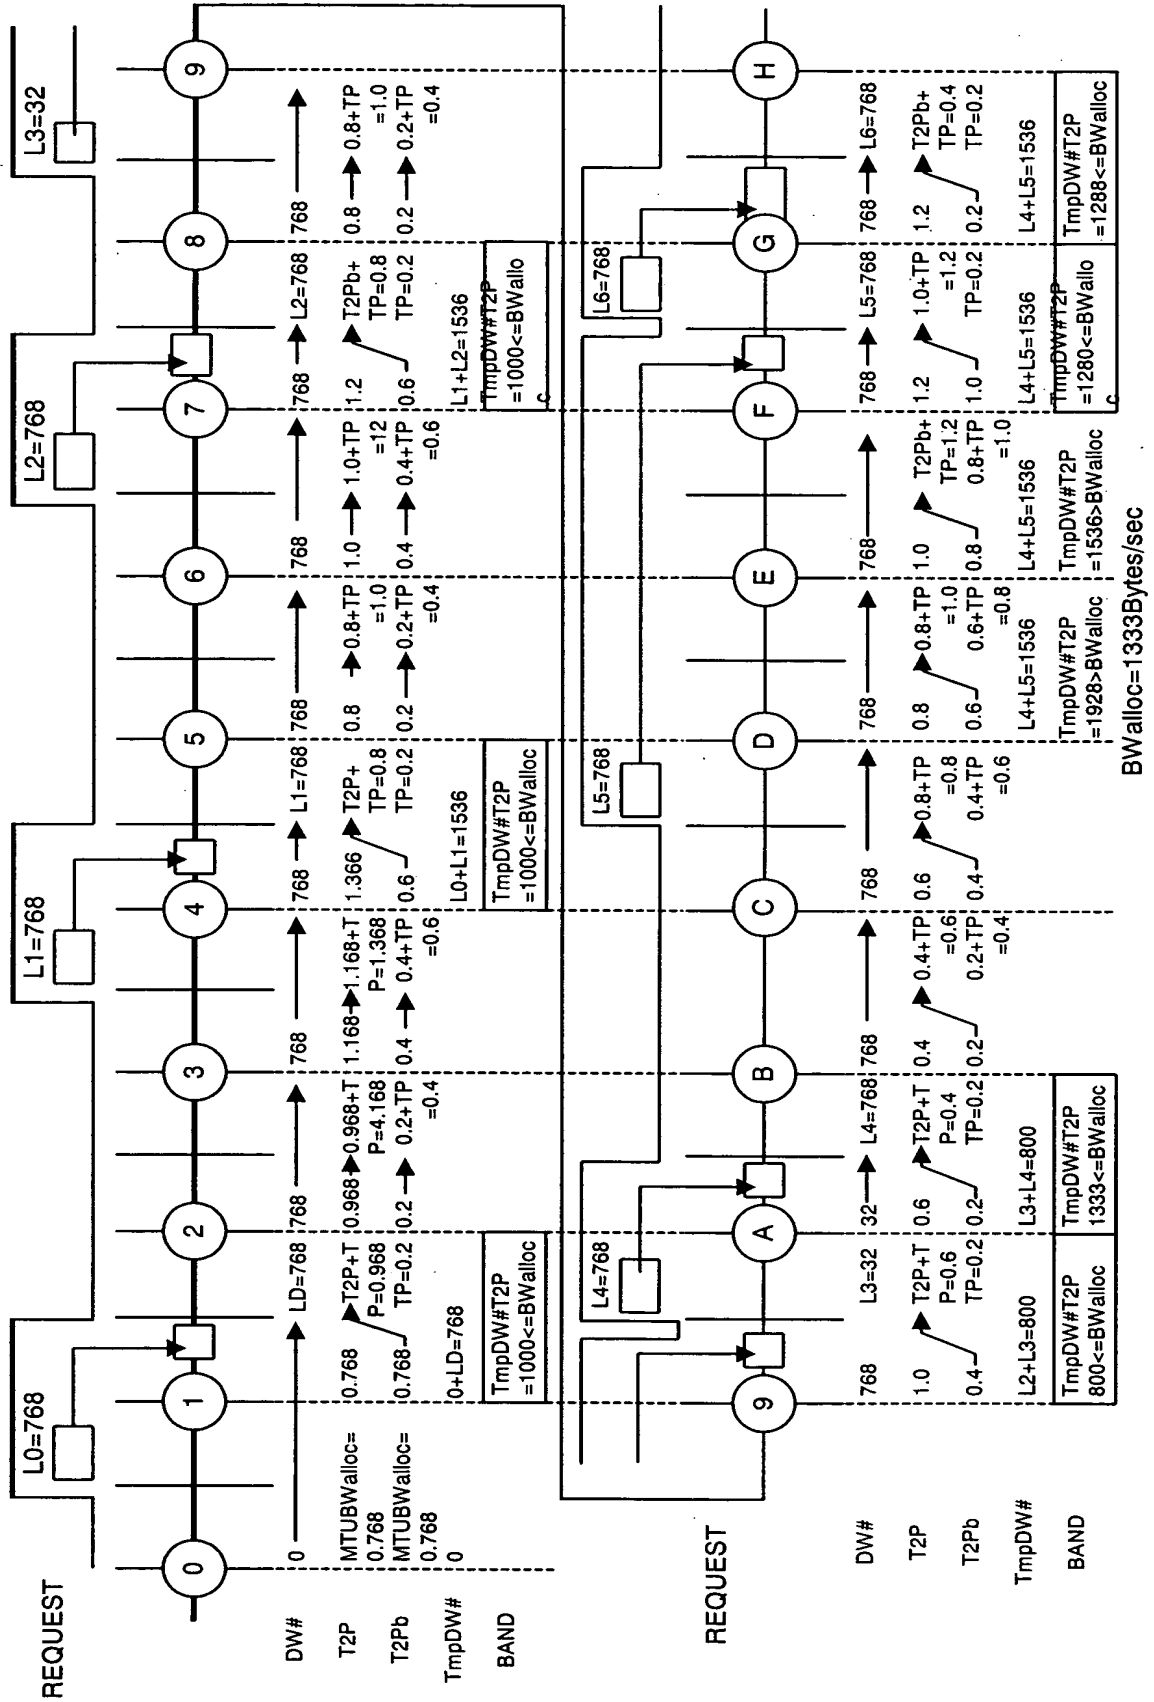 REQUEST
L0=768
L1=768
L2=768
L3=32
0
1
2
3
4
5
6
7
8
9
DW#
0
LD=768
768
768
768
L1=768
768
768
768
L2=768
768
T2P
MTUBWalloc=
0.768
0.768
T2P+T
P=0.968
0.968
0.968+T
P=4.168
1.168
1.168+T
P=1.368
1.366
T2P+
TP=0.8
0.8
0.8+TP
=1.0
1.0
1.0+TP
=12
1.2
T2Pb+
TP=0.8
0.8
0.8+TP
=1.0
T2Pb
MTUBWalloc=
0.768
0.768
TP=0.2
0.2
0.2+TP
=0.4
0.4
0.4+TP
=0.6
0.6
TP=0.2
0.2
0.2+TP
=0.4
0.4
0.4+TP
=0.6
0.6
TP=0.2
0.2
0.2+TP
=0.4
TmpDW#
0
0+LD=768
L0+L1=1536
L1+L2=1536
BAND
TmpDW#T2P
=1000<=BWalloc
TmpDW#T2P
=1000<=BWalloc
TmpDW#T2P
=1000<=BWallo
c
REQUEST
L4=768
L5=768
L6=768
9
A
B
C
D
E
F
G
H
DW#
768
L3=32
32
L4=768
768
768
768
768
768
L5=768
768
L6=768
T2P
1.0
T2P+T
P=0.6
0.6
T2P+T
P=0.4
0.4
0.4+TP
=0.6
0.6
0.8+TP
=0.8
0.8
0.8+TP
=1.0
1.0
T2Pb+
TP=1.2
1.2
1.0+TP
=1.2
1.2
T2Pb+
TP=0.4
T2Pb
0.4
TP=0.2
0.2
TP=0.2
0.2
0.2+TP
=0.4
0.4
0.4+TP
=0.6
0.6
0.6+TP
=0.8
0.8
0.8+TP
=1.0
1.0
TP=0.2
0.2
TP=0.2
TmpDW#
L2+L3=800
L3+L4=800
L4+L5=1536
L4+L5=1536
L4+L5=1536
L4+L5=1536
BAND
TmpDW#T2P
800<=BWalloc
TmpDW#T2P
1333<=BWalloc
TmpDW#T2P
=1928>BWalloc
TmpDW#T2P
=1536>BWalloc
TmpDW#T2P
=1280<=BWallo
c
TmpDW#T2P
=1288<=BWalloc
BWalloc=1333Bytes/sec